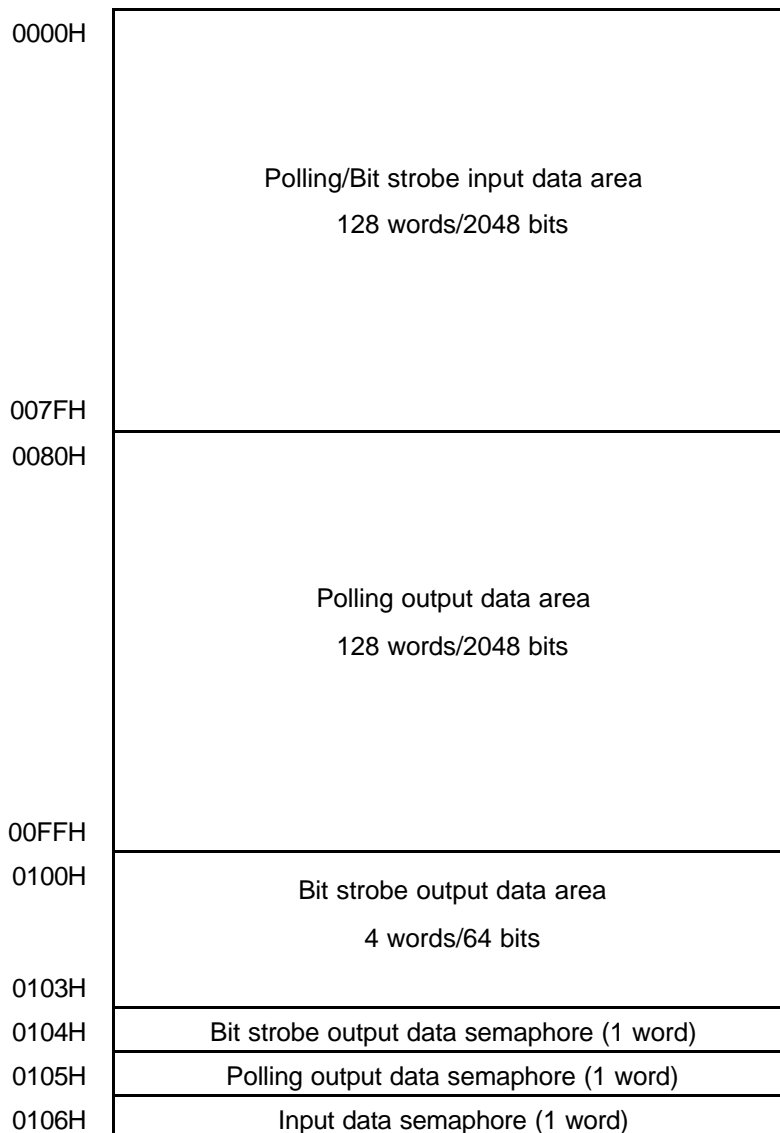 0000H
Polling/Bit strobe input data area
128 words/2048 bits
007FH
0080H
Polling output data area
128 words/2048 bits
00FFH
0100H
Bit strobe output data area
4 words/64 bits
0103H
0104H Bit strobe output data semaphore (1 word)
0105H Polling output data semaphore (1 word)
0106H Input data semaphore (1 word)